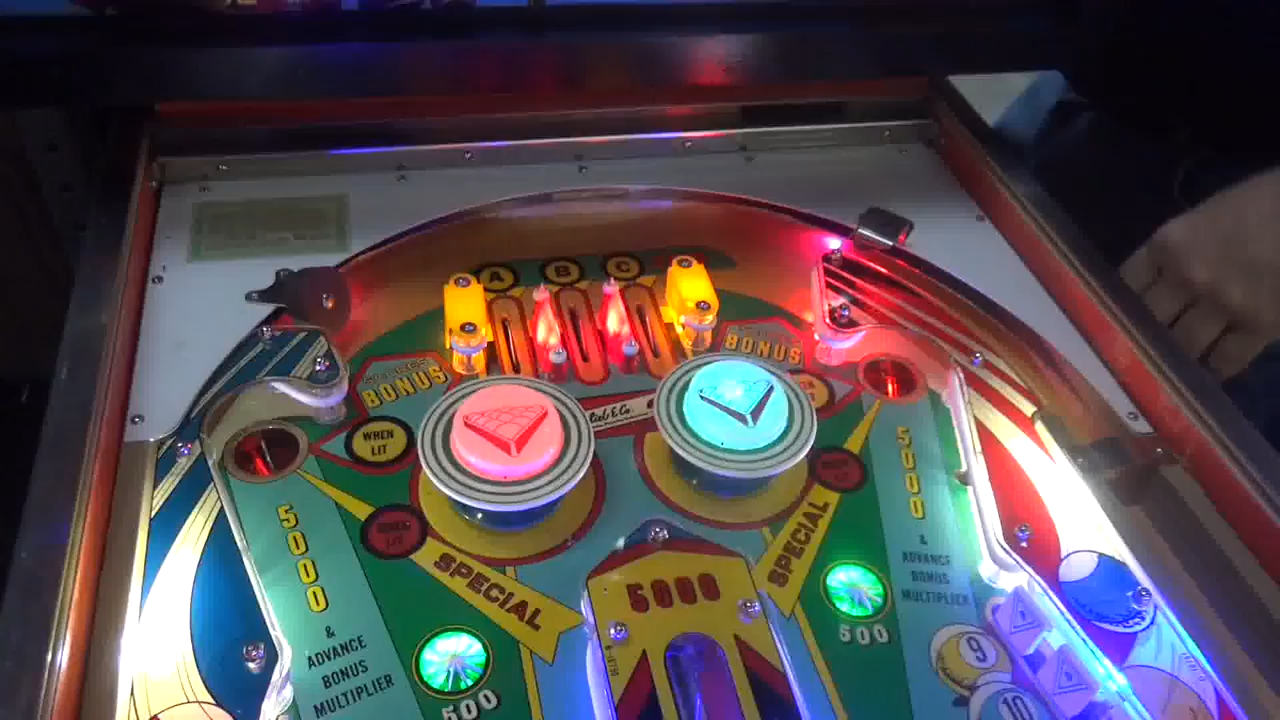 A B C
BONUS
BONUS
WHEN
LIT
& Co.
SPECIAL
SPECIAL
5000
&
ADVANCE
BONUS
MULTIPLIER
5000
&
ADVANCE
BONUS
MULTIPLIER
5000
500
500
9
10